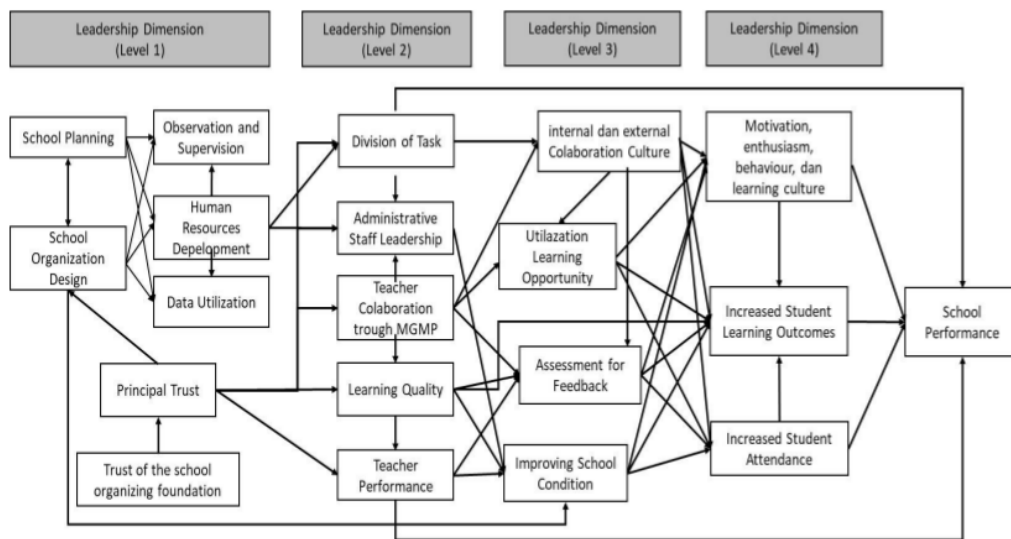 Leadership Dimension
(Level 1)
Leadership Dimension
(Level 2)
Leadership Dimension
(Level 3)
Leadership Dimension
(Level 4)
School Planning
Observation and
Supervision
Human
Resources
Depelopment
School
Organization
Design
Data Utilization
Principal Trust
Trust of the school
organizing foundation
Division of Task
Administrative
Staff Leadership
Teacher
Colaboration
trough MGMP
Learning Quality
Teacher
Performance
internal dan external
Colaboration Culture
Utilazation
Learning
Opportunity
Assessment for
Feedback
Improving School
Condition
Motivation,
enthusiasm,
behaviour, dan
learning culture
Increased Student
Learning Outcomes
Increased Student
Attendance
School
Performance